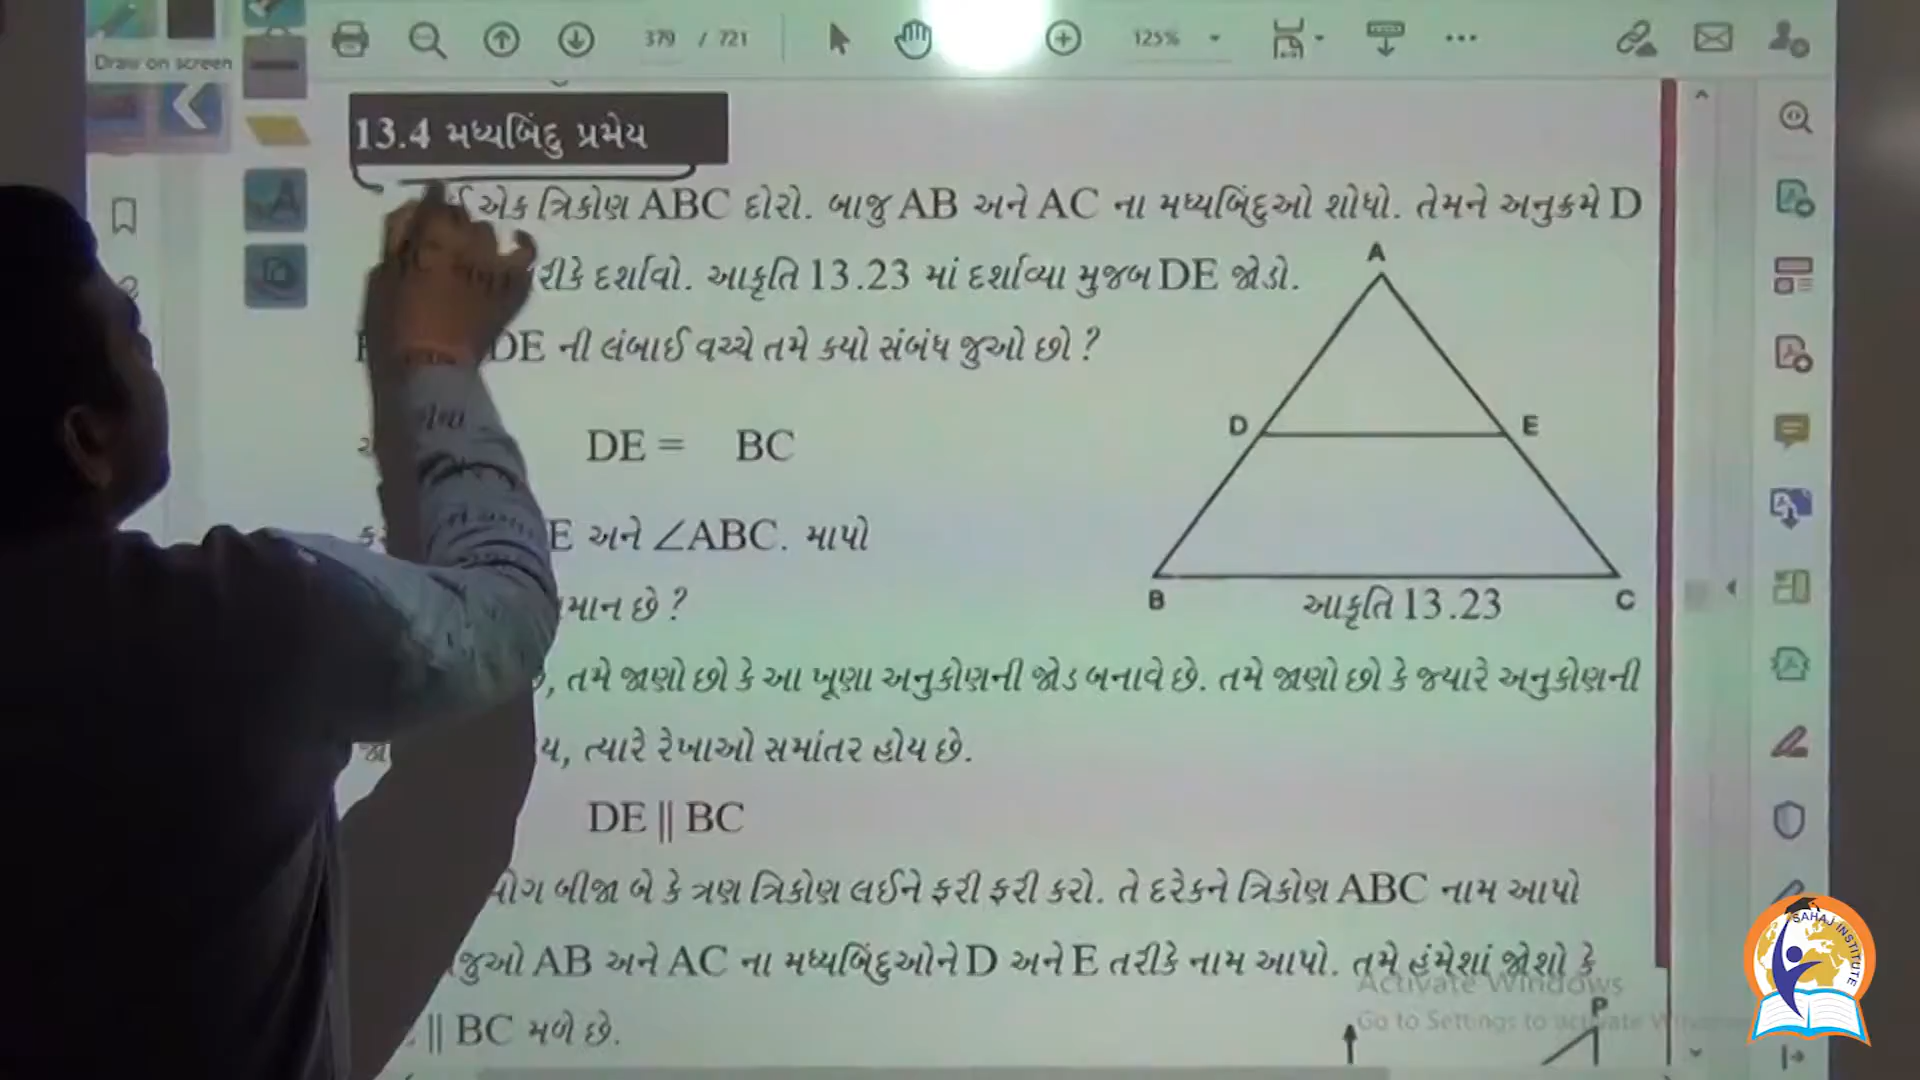 Draw on screen
379 / 721
125%
13.4 મધ્યબિંદુ પ્રમેય
એક ત્રિકોણ ABC દોરો. બાજુ AB અને AC ના મધ્યબિંદુઓ શોધો. તેમને અનુક્રમે D
દર્શાવો. આકૃતિ 13.23 માં દર્શાવ્યા મુજબ DE જોડો.
DE ની લંબાઈ વચ્ચે તમે કયો સંબંધ જુઓ છો ?
A
D
E
DE = BC
અને ∠ABC. માપો
B
C
આકૃતિ 13.23
છે ?
તમે જાણો છો કે આ ખૂણા અનુકોણની જોડ બનાવે છે. તમે જાણો છો કે જ્યારે અનુકોણની
ત્યારે રેખાઓ સમાંતર હોય છે.
DE || BC
બીજા બે કે ત્રણ ત્રિકોણ લઈને ફરી ફરી કરો. તે દરેકને ત્રિકોણ ABC નામ આપો
AB અને AC ના મધ્યબિંદુઓને D અને E તરીકે નામ આપો. તમે હંમેશાં જોશો કે
|| BC મળે છે.
P
Activate Windows
Go to Settings to activate
SAHAJ INSTITUTE